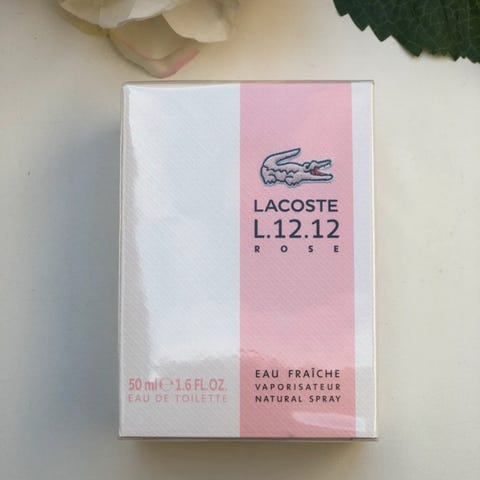 LACOSTE
L.12.12
ROSE
EAU FRAÎCHE
VAPORISATEUR
NATURAL SPRAY
50 ml ℮ 1.6 FL.OZ.
EAU DE TOILETTE